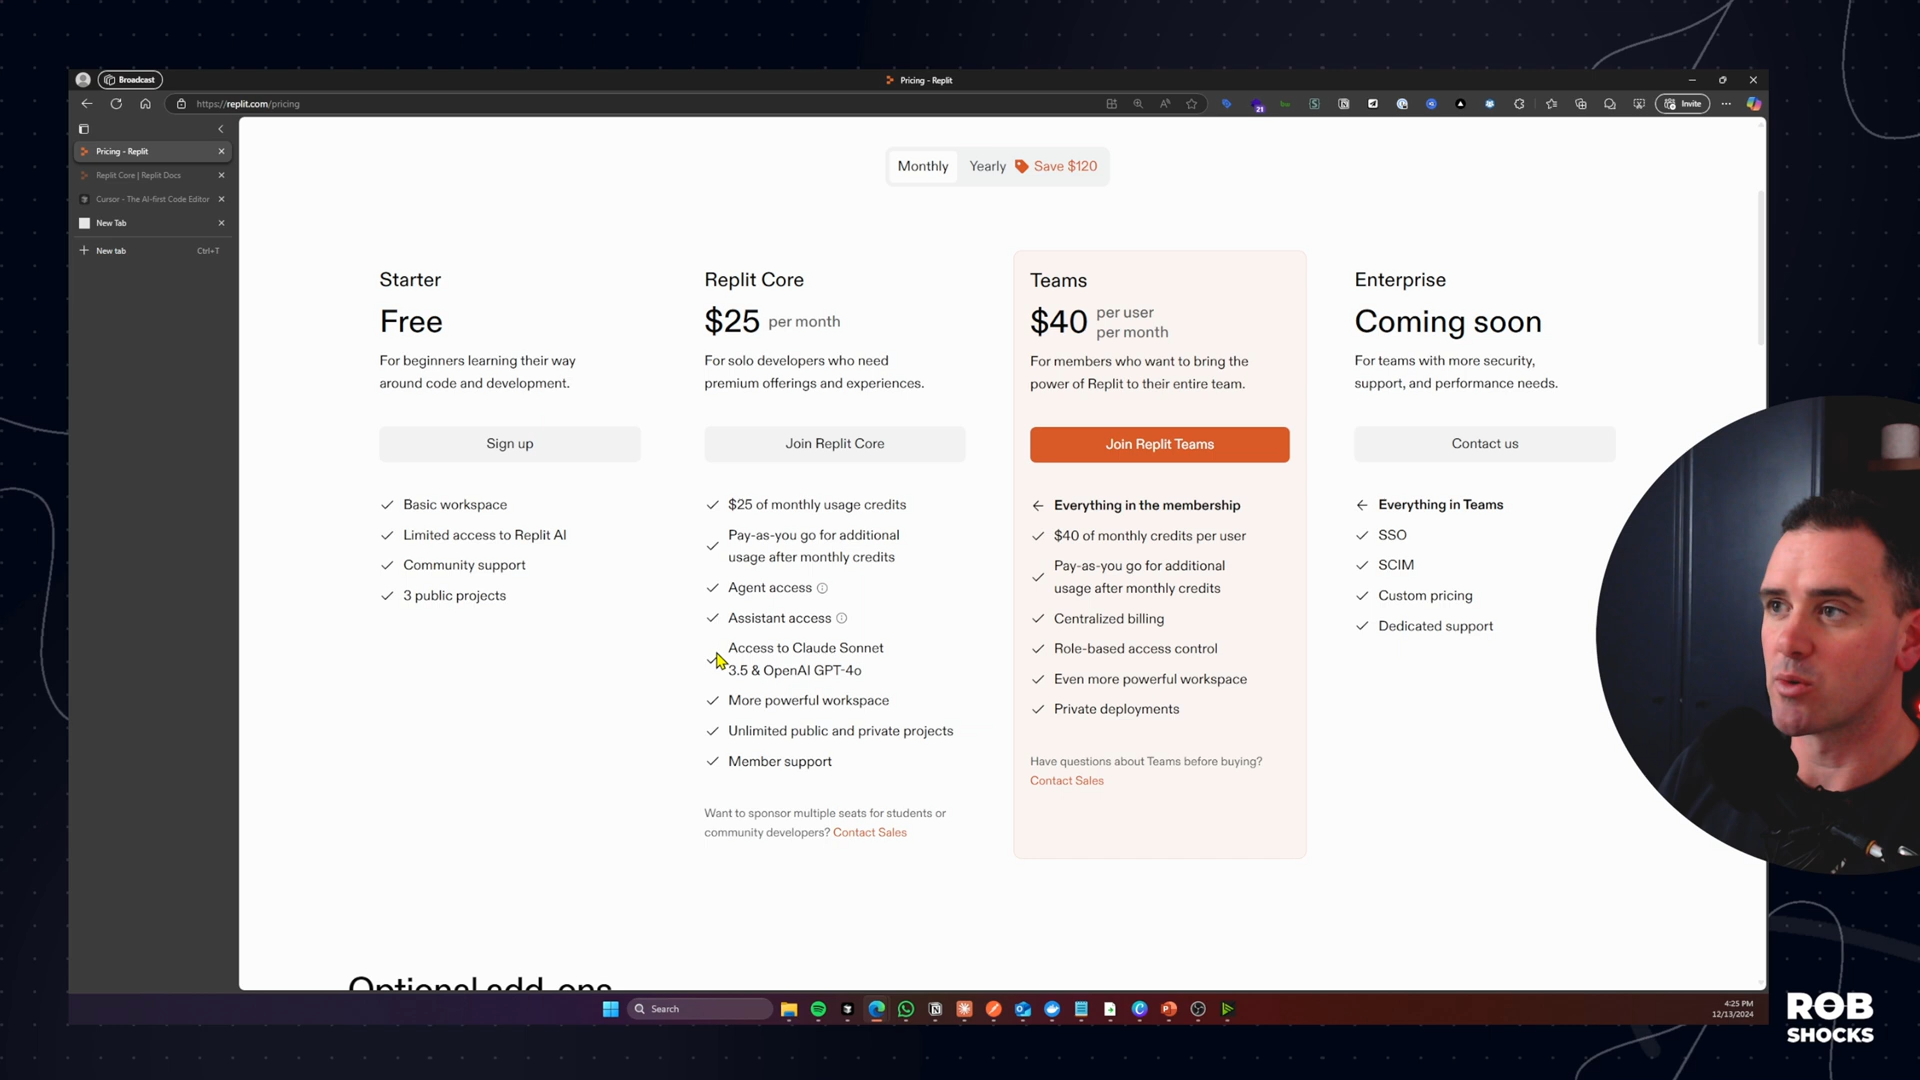 Broadcast
Pricing - Replit
https://replit.com/pricing
21
Invite
Pricing - Replit
Replit Core | Replit Docs
Cursor - The AI-first Code Editor
New Tab
New tab Ctrl+T
Monthly Yearly Save $120
Starter
Free
For beginners learning their way
around code and development.
Sign up
Basic workspace
Limited access to Replit AI
Community support
3 public projects
Replit Core
$25 per month
For solo developers who need
premium offerings and experiences.
Join Replit Core
$25 of monthly usage credits
Pay-as-you go for additional
usage after monthly credits
Agent access
Assistant access
Access to Claude Sonnet
3.5 & OpenAI GPT-4o
More powerful workspace
Unlimited public and private projects
Member support
Want to sponsor multiple seats for students or
community developers? Contact Sales
Teams
$40 per user
per month
For members who want to bring the
power of Replit to their entire team.
Join Replit Teams
Everything in the membership
$40 of monthly credits per user
Pay-as-you go for additional
usage after monthly credits
Centralized billing
Role-based access control
Even more powerful workspace
Private deployments
Have questions about Teams before buying?
Contact Sales
Enterprise
Coming soon
For teams with more security,
support, and performance needs.
Contact us
Everything in Teams
SSO
SCIM
Custom pricing
Dedicated support
Optional add-ons
Search
4:25 PM
12/13/2024
ROB
SHOCKS